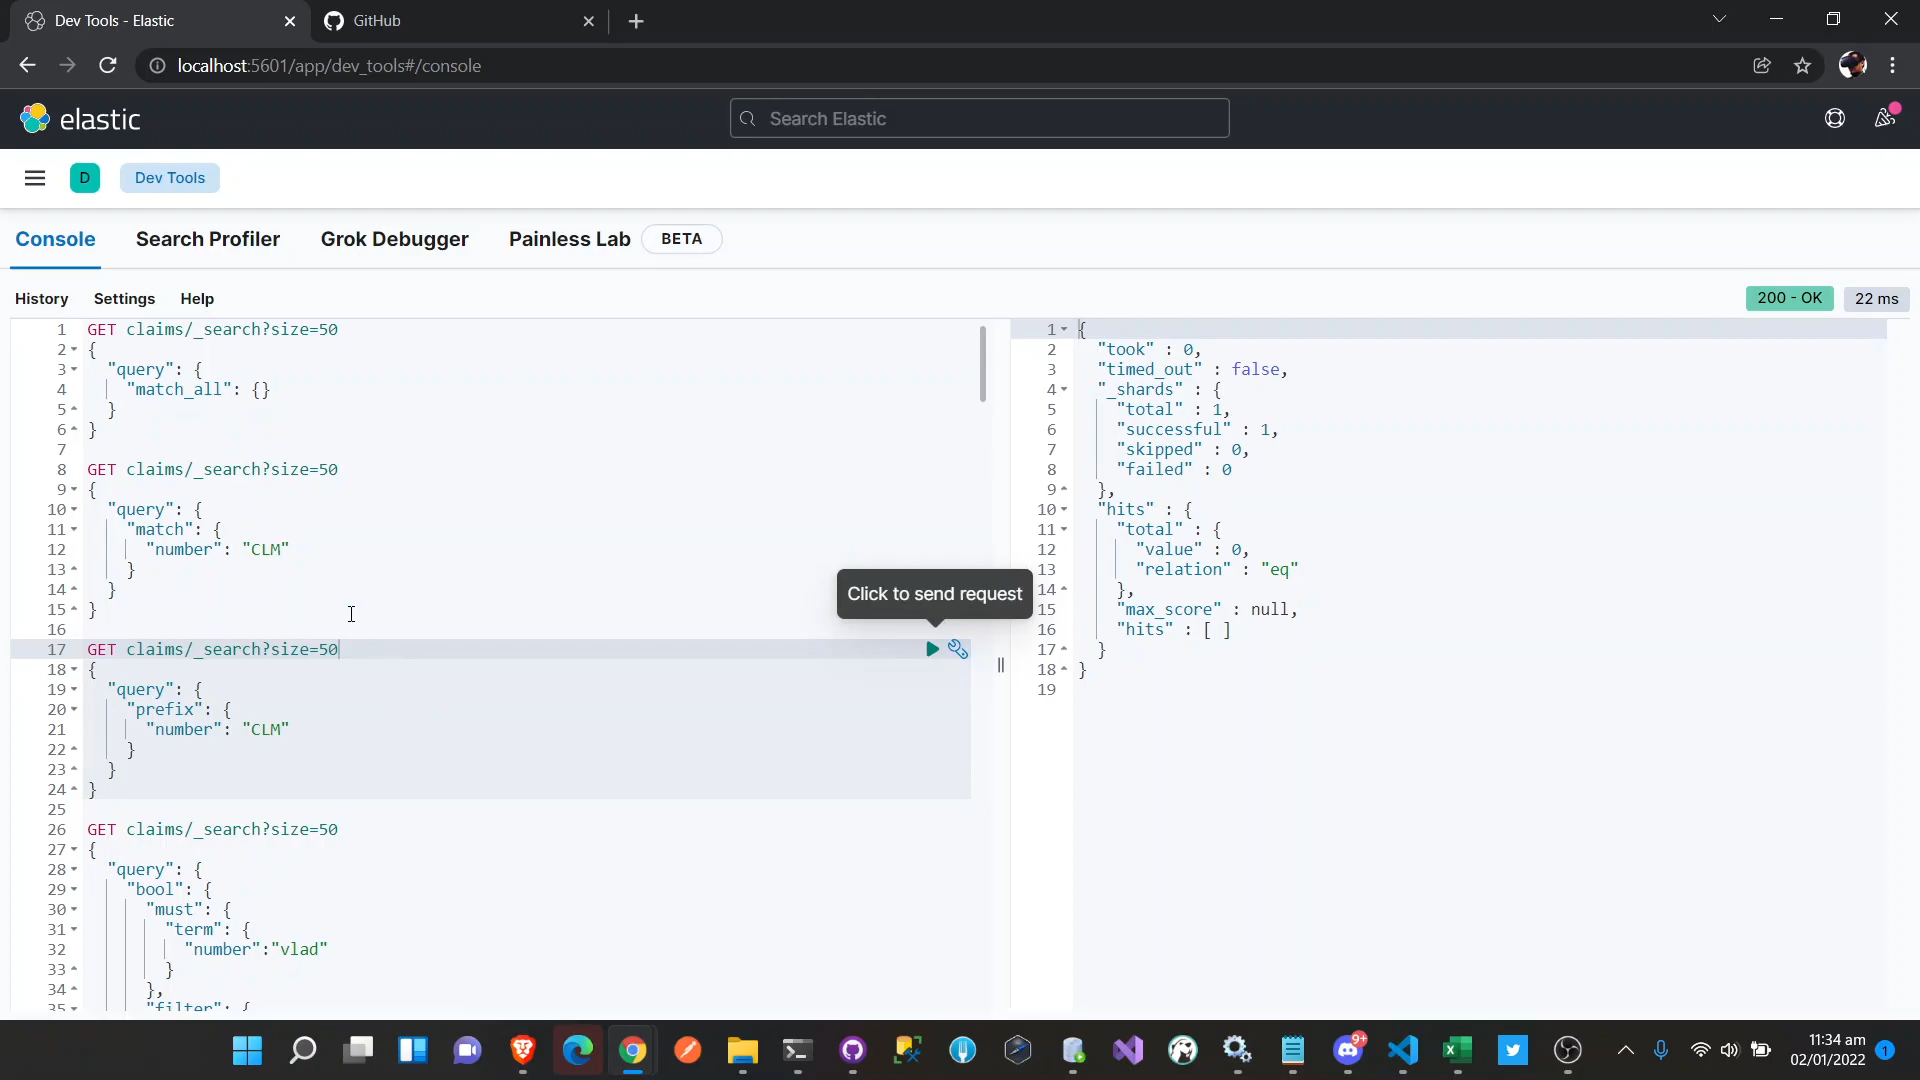 Dev Tools - Elastic
GitHub
localhost:5601/app/dev_tools#/console
elastic
Search Elastic
D
Dev Tools
Console
Search Profiler
Grok Debugger
Painless Lab
BETA
History
Settings
Help
200 - OK
22 ms
1 GET claims/_search?size=50
2 {
3 "query": {
4 "match_all": {}
5 }
6 }
7
8 GET claims/_search?size=50
9 {
10 "query": {
11 "match": {
12 "number": "CLM"
13 }
14 }
15 }
16
17 GET claims/_search?size=50
18 {
19 "query": {
20 "prefix": {
21 "number": "CLM"
22 }
23 }
24 }
25
26 GET claims/_search?size=50
27 {
28 "query": {
29 "bool": {
30 "must": {
31 "term": {
32 "number":"vlad"
33 }
34 },
35 "filter": {
Click to send request
1 {
2 "took" : 0,
3 "timed_out" : false,
4 "_shards" : {
5 "total" : 1,
6 "successful" : 1,
7 "skipped" : 0,
8 "failed" : 0
9 },
10 "hits" : {
11 "total" : {
12 "value" : 0,
13 "relation" : "eq"
14 },
15 "max_score" : null,
16 "hits" : [ ]
17 }
18 }
19
9+
11:34 am
02/01/2022
1